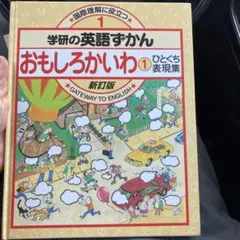 ★国際理解に役立つ★
1
学研の英語ずかん
おもしろかいわ①
ひとくち
表現集
新訂版
★GATEWAY TO ENGLISH★